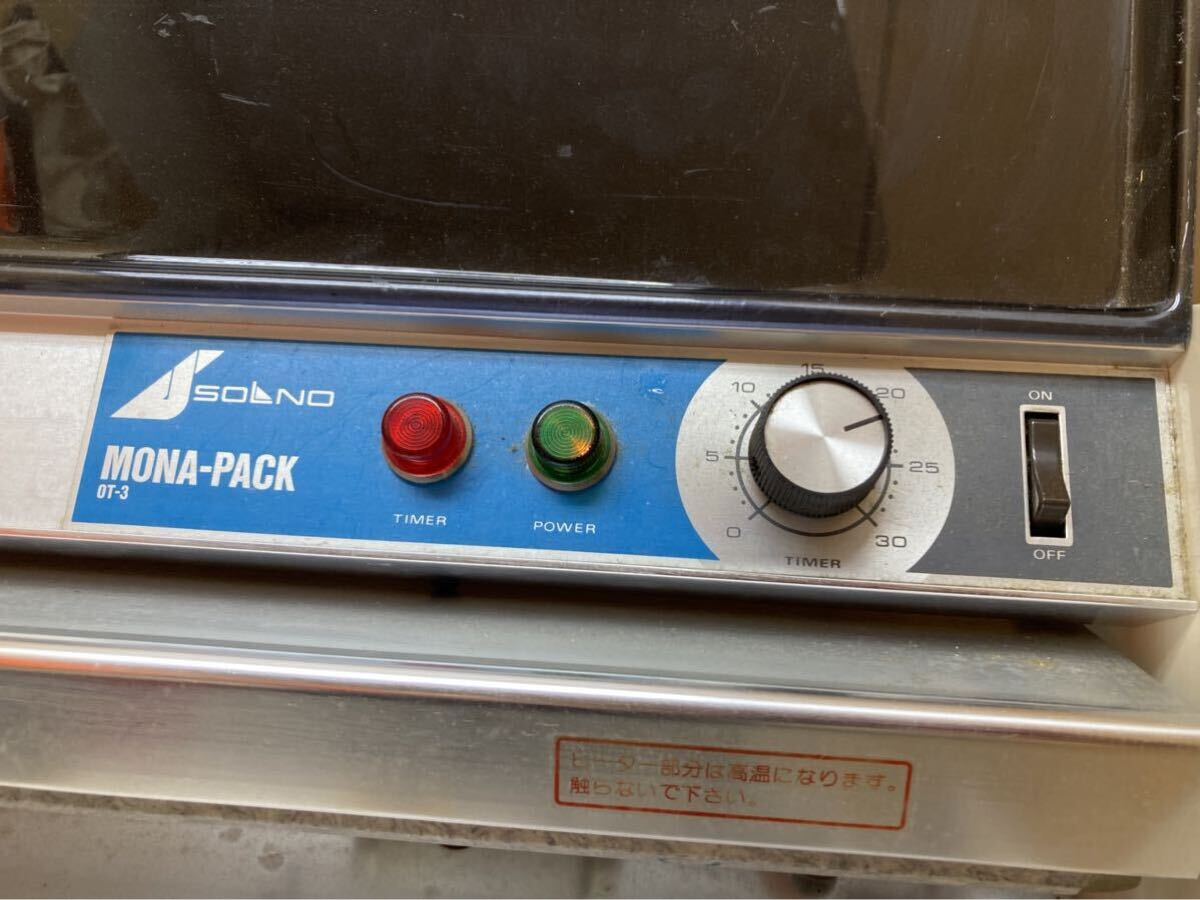 SOLNO
MONA-PACK
OT-3
TIMER
POWER
0
5
10
15
20
25
30
TIMER
ON
OFF
ヒーター部分は高温になります。
触らないで下さい。